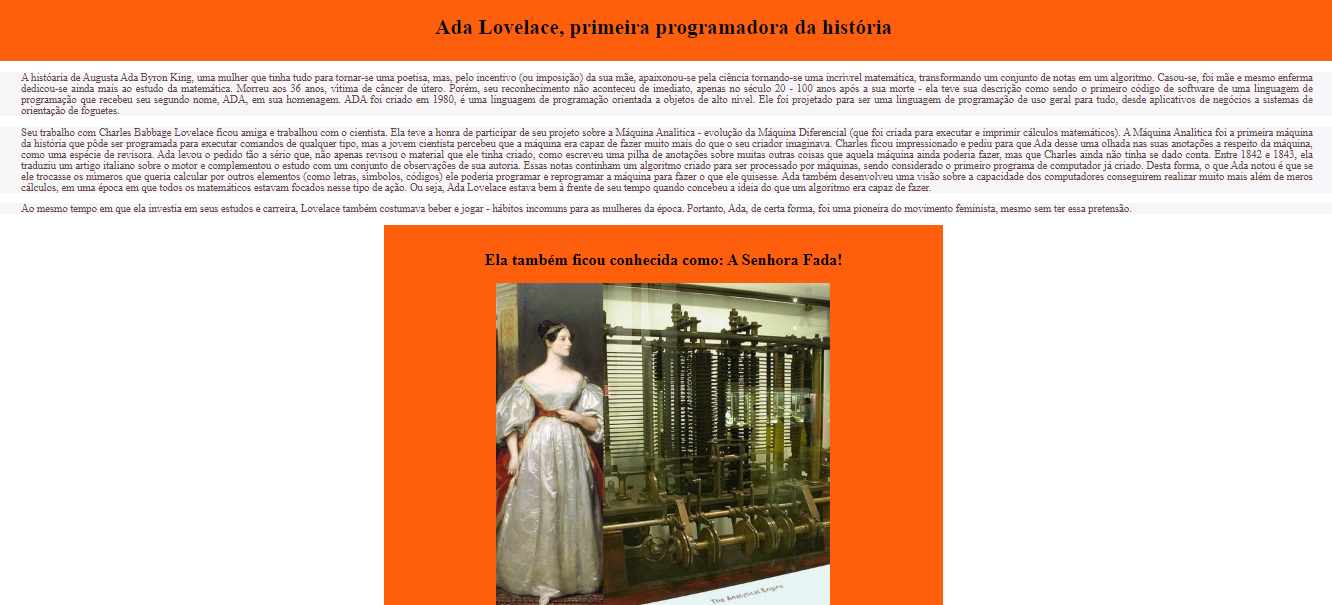 Ada Lovelace, primeira programadora da história
A históaria de Augusta Ada Byron King, uma mulher que tinha tudo para tornar-se uma poetisa, mas, pelo incentivo (ou imposição) da sua mãe, apaixonou-se pela ciência tornando-se uma incrivrel matemática, transformando um conjunto de notas em um algoritmo. Casou-se, foi mãe e mesmo enferma
dedicou-se ainda mais ao estudo da matemática. Morreu aos 36 anos, vítima de câncer de útero. Porém, seu reconhecimento não aconteceu de imediato, apenas no século 20 - 100 anos após a sua morte - ela teve sua descrição como sendo o primeiro código de software de uma linguagem de
programação que recebeu seu segundo nome, ADA, em sua homenagem. ADA foi criado em 1980, é uma linguagem de programação orientada a objetos de alto nível. Ele foi projetado para ser uma linguagem de programação de uso geral para tudo, desde aplicativos de negócios a sistemas de
orientação de foguetes.
Seu trabalho com Charles Babbage Lovelace ficou amiga e trabalhou com o cientista. Ela teve a honra de participar de seu projeto sobre a Máquina Analítica - evolução da Máquina Diferencial (que foi criada para executar e imprimir cálculos matemáticos). A Máquina Analítica foi a primeira máquina
da história que pôde ser programada para executar comandos de qualquer tipo, mas a jovem cientista percebeu que a máquina era capaz de fazer muito mais do que o seu criador imaginava. Charles ficou impressionado e pediu para que Ada desse uma olhada nas suas anotações a respeito da máquina,
como uma espécie de revisora. Ada levou o pedido tão a sério que, não apenas revisou o material que ele tinha criado, como escreveu uma pilha de anotações sobre muitas outras coisas que aquela máquina ainda poderia fazer, mas que Charles ainda não tinha se dado conta. Entre 1842 e 1843, ela
traduziu um artigo italiano sobre o motor e complementou o estudo com um conjunto de observações de sua autoria. Essas notas continham um algoritmo criado para ser processado por máquinas, sendo considerado o primeiro programa de computador já criado. Desta forma, o que Ada notou é que se
ele trocasse os números que queria calcular por outros elementos (como letras, símbolos, códigos) ele poderia programar e reprogramar a máquina para fazer o que ele quisesse. Ada também desenvolveu uma visão sobre a capacidade dos computadores conseguirem realizar muito mais além de meros
cálculos, em uma época em que todos os matemáticos estavam focados nesse tipo de ação. Ou seja, Ada Lovelace estava bem à frente de seu tempo quando concebeu a ideia do que um algoritmo era capaz de fazer.
Ao mesmo tempo em que ela investia em seus estudos e carreira, Lovelace também costumava beber e jogar - hábitos incomuns para as mulheres da época. Portanto, Ada, de certa forma, foi uma pioneira do movimento feminista, mesmo sem ter essa pretensão.
Ela também ficou conhecida como: A Senhora Fada!
The Analytical Engine